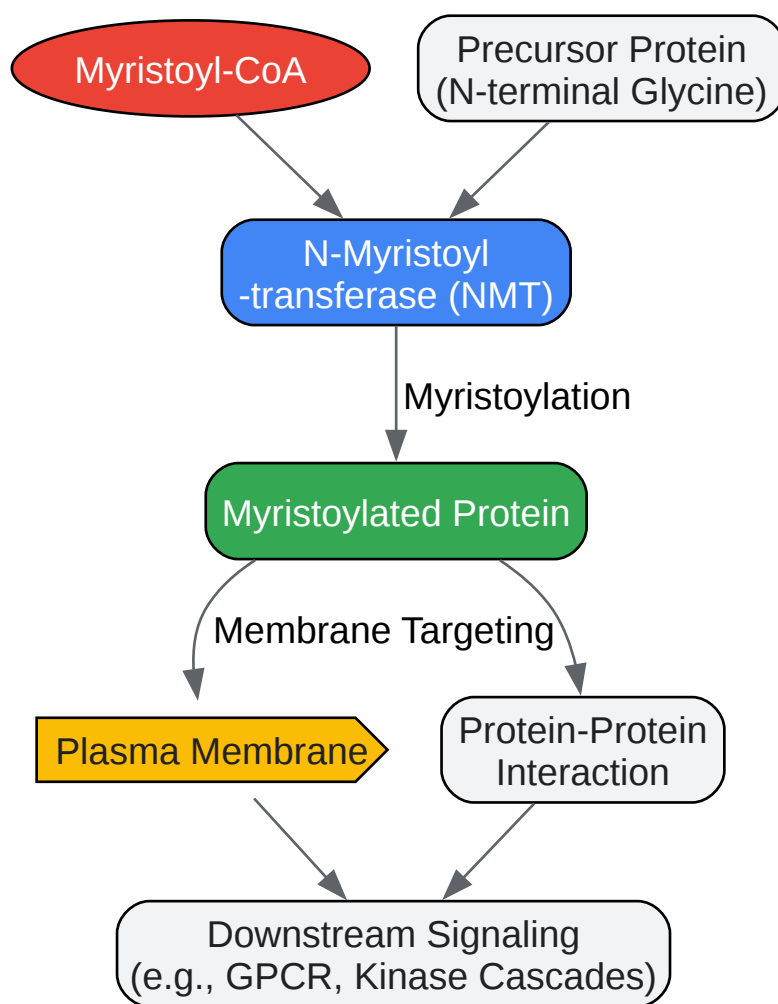 Myristoyl-CoA
Precursor Protein
(N-terminal Glycine)
N-Myristoyl
-transferase (NMT)
Myristoylation
Myristoylated Protein
Membrane Targeting
Plasma Membrane
Protein-Protein
Interaction
Downstream Signaling
(e.g., GPCR, Kinase Cascades)